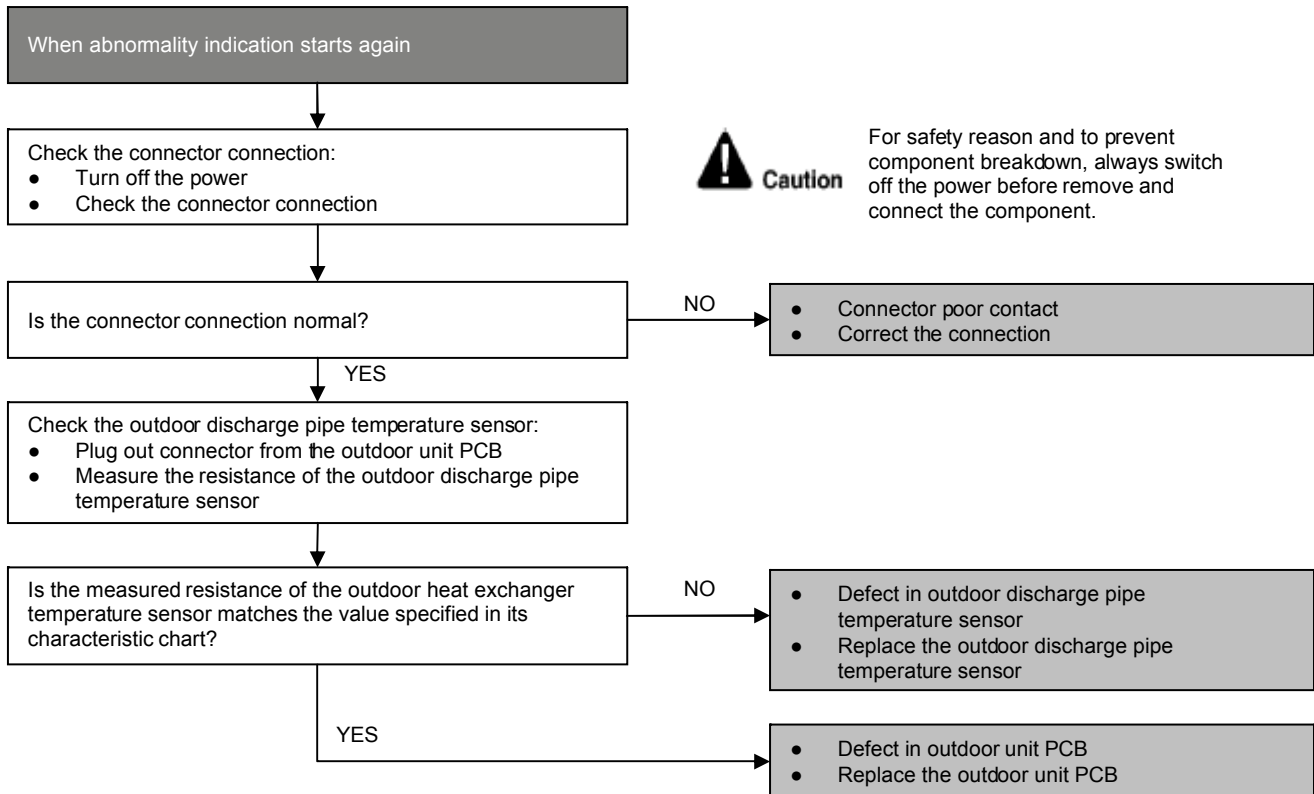 When abnormality indication starts again
Check the connector connection:
● Turn off the power
● Check the connector connection
Caution
For safety reason and to prevent
component breakdown, always switch
off the power before remove and
connect the component.
Is the connector connection normal?
NO
● Connector poor contact
● Correct the connection
YES
Check the outdoor discharge pipe temperature sensor:
● Plug out connector from the outdoor unit PCB
● Measure the resistance of the outdoor discharge pipe
temperature sensor
Is the measured resistance of the outdoor heat exchanger
temperature sensor matches the value specified in its
characteristic chart?
NO
● Defect in outdoor discharge pipe
temperature sensor
● Replace the outdoor discharge pipe
temperature sensor
YES
● Defect in outdoor unit PCB
● Replace the outdoor unit PCB